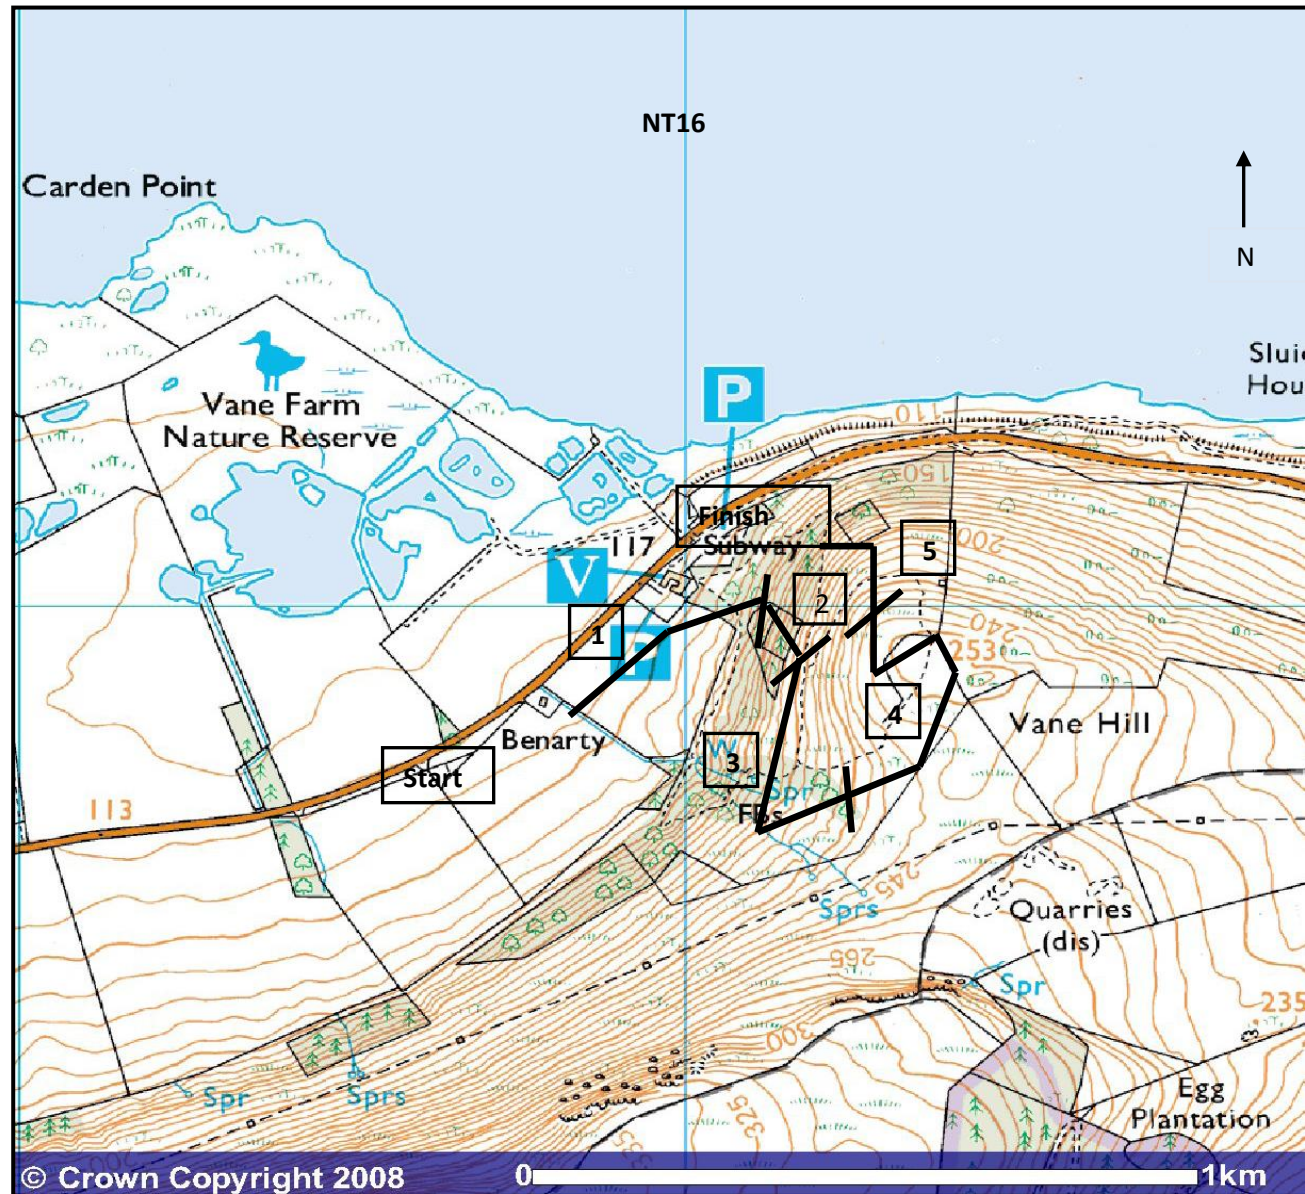 NT16
Carden Point
N
Sluic
Hou
Vane Farm
Nature Reserve
P
110
150
Finish
117
Subway
5
200
V
2
1
240
253
4
Vane Hill
Benarty
W
3
Start
Spr
FBs
113
245
Sprs
Quarries
(dis)
265
Spr
235
300
Egg
Plantation
Spr
Sprs
325
335
© Crown Copyright 2008
0
1km